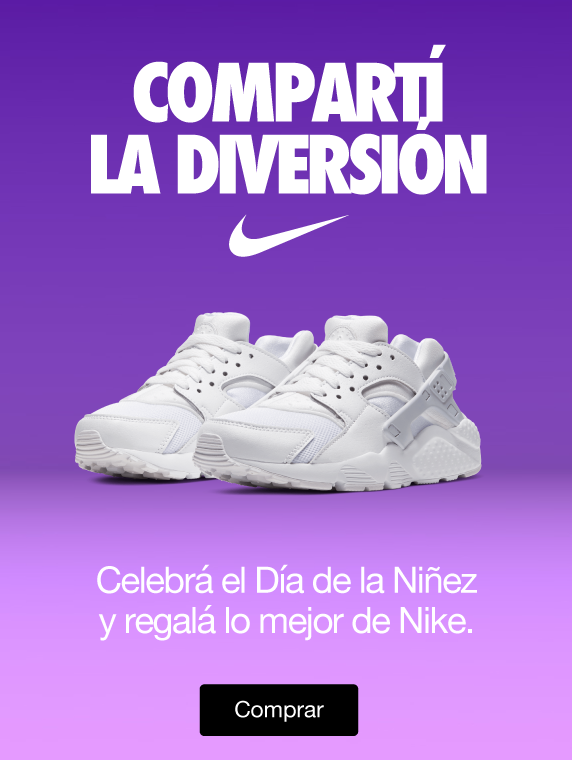 COMPARTÍ
LA DIVERSIÓN
Celebrá el Día de la Niñez
y regalá lo mejor de Nike.
Comprar